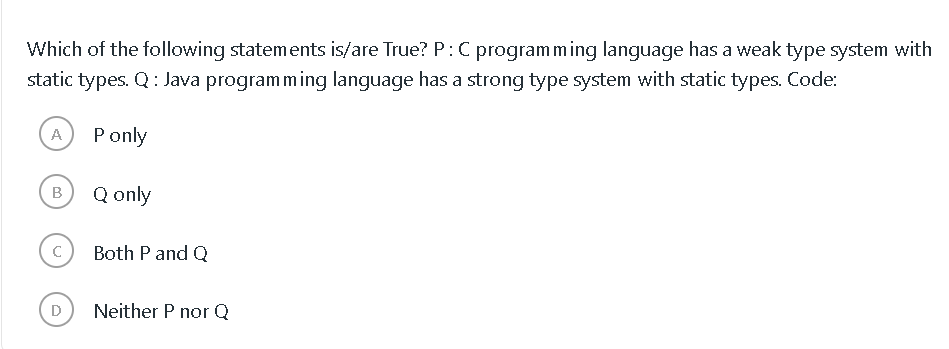 Which of the following statements is/are True? P : C programming language has a weak type system with
static types. Q : Java programming language has a strong type system with static types. Code:
A P only
B Q only
C Both P and Q
D Neither P nor Q